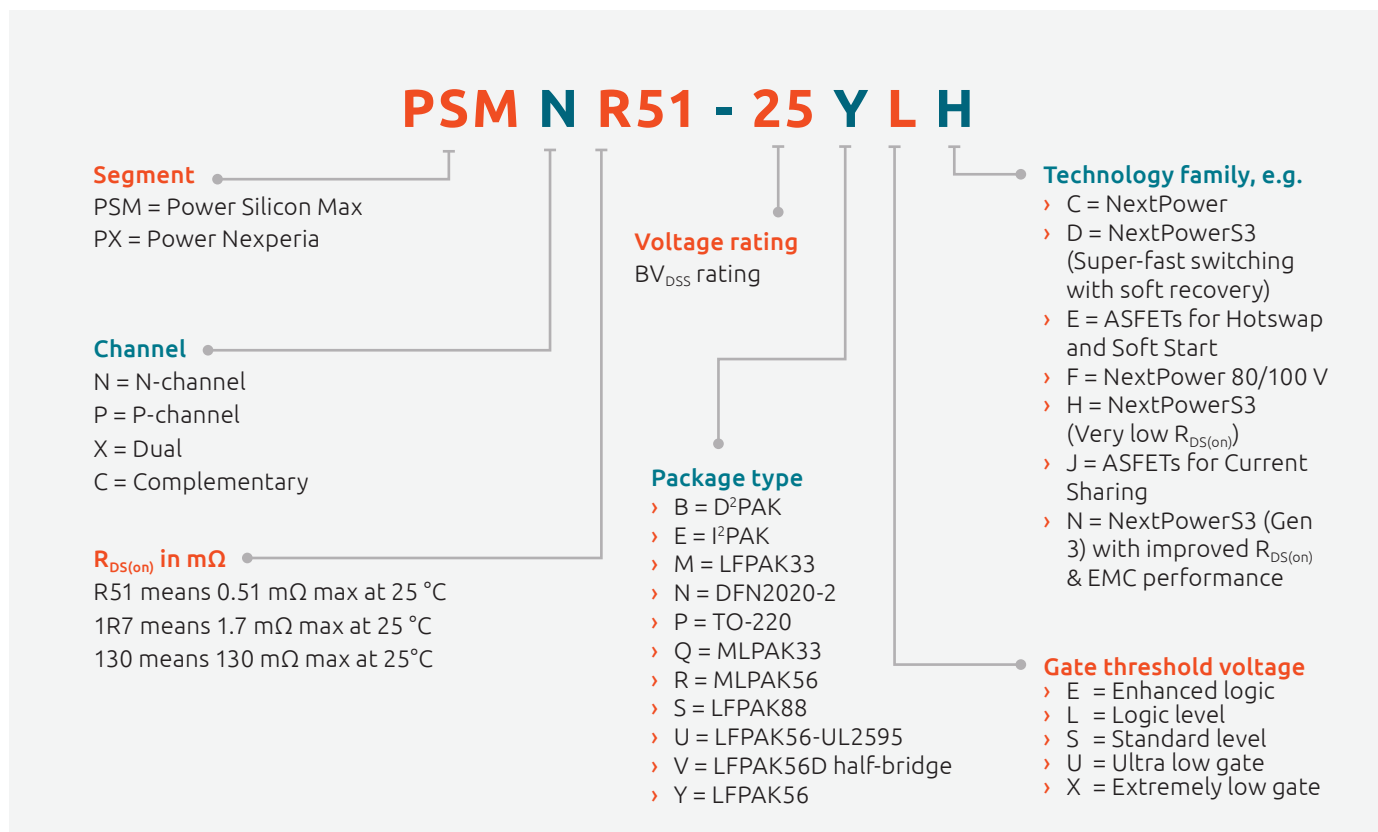 PSM N R51 - 25 Y L H
Segment
PSM = Power Silicon Max
PX = Power Nexperia
Channel
N = N-channel
P = P-channel
X = Dual
C = Complementary
RDS(on) in mΩ
R51 means 0.51 mΩ max at 25 °C
1R7 means 1.7 mΩ max at 25 °C
130 means 130 mΩ max at 25°C
Voltage rating
BVDSS rating
Package type
› B = D²PAK
› E = I²PAK
› M = LFPAK33
› N = DFN2020-2
› P = TO-220
› Q = MLPAK33
› R = MLPAK56
› S = LFPAK88
› U = LFPAK56-UL2595
› V = LFPAK56D half-bridge
› Y = LFPAK56
Technology family, e.g.
› C = NextPower
› D = NextPowerS3
(Super-fast switching
with soft recovery)
› E = ASFETs for Hotswap
and Soft Start
› F = NextPower 80/100 V
› H = NextPowerS3
(Very low RDS(on))
› J = ASFETs for Current
Sharing
› N = NextPowerS3 (Gen
3) with improved RDS(on)
& EMC performance
Gate threshold voltage
› E = Enhanced logic
› L = Logic level
› S = Standard level
› U = Ultra low gate
› X = Extremely low gate